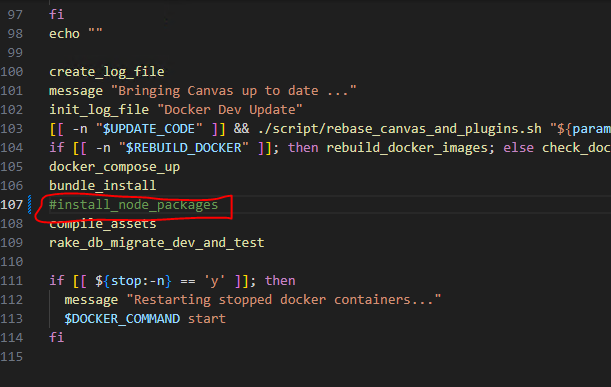 97 fi
98 echo ""
99
100 create_log_file
101 message "Bringing Canvas up to date ..."
102 init_log_file "Docker Dev Update"
103 [[ -n "$UPDATE_CODE" ]] && ./script/rebase_canvas_and_plugins.sh "${param
104 if [[ -n "$REBUILD_DOCKER" ]]; then rebuild_docker_images; else check_doc
105 docker_compose_up
106 bundle_install
107 #install_node_packages
108 compile_assets
109 rake_db_migrate_dev_and_test
110
111 if [[ ${stop:-n} == 'y' ]]; then
112 message "Restarting stopped docker containers..."
113 $DOCKER_COMMAND start
114 fi
115